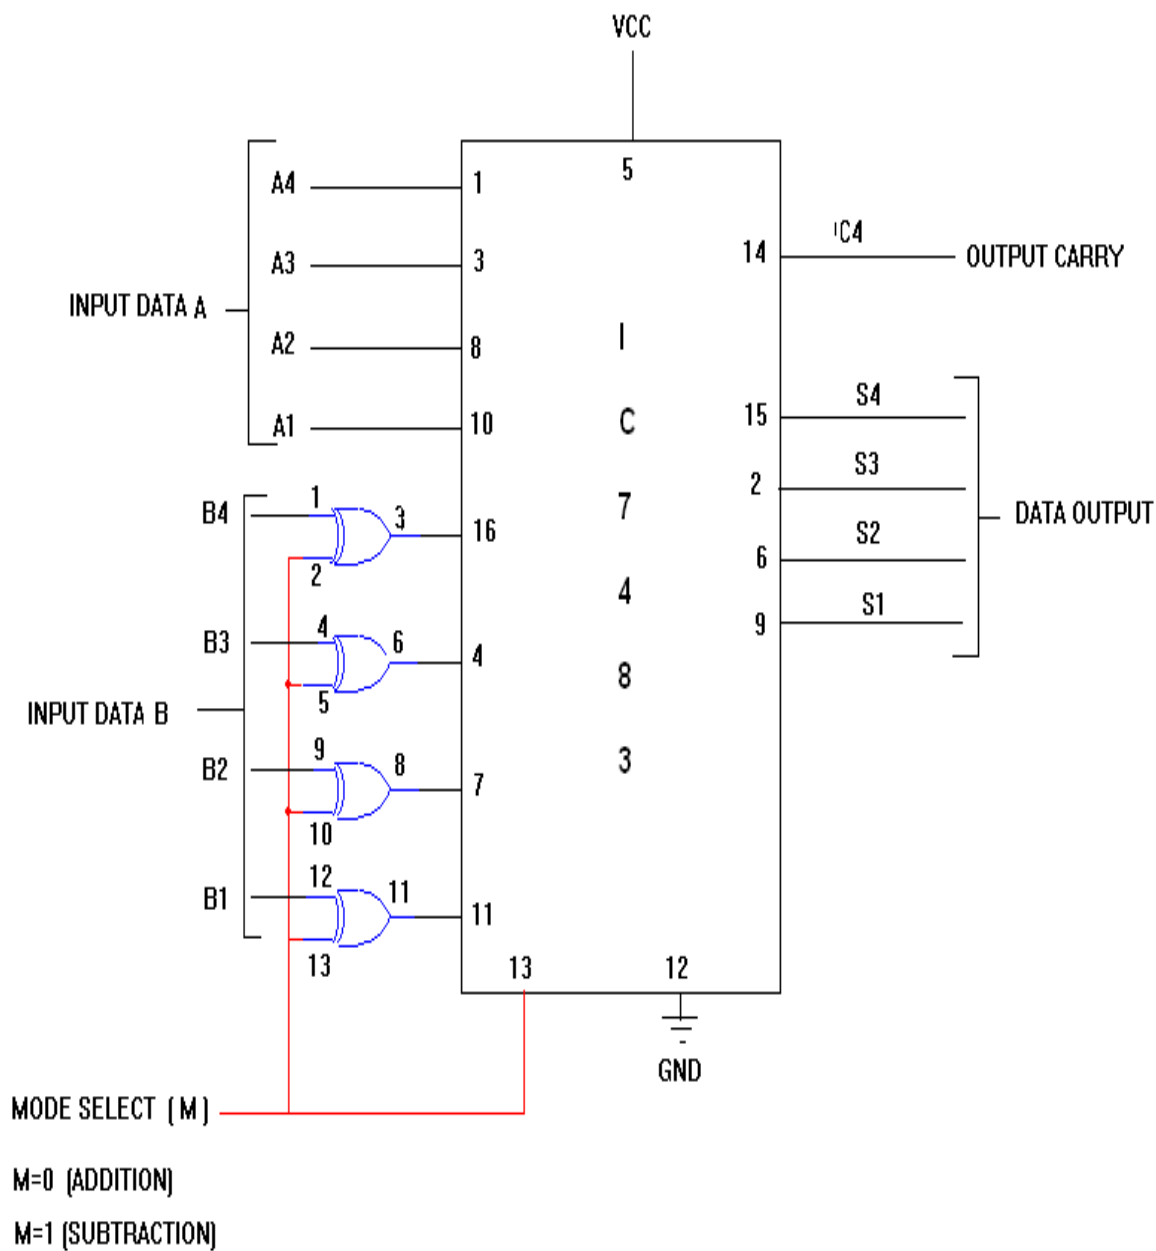 VCC
5
A4 1
A3 3
A2 8
A1 10
INPUT DATA A
14 C4 OUTPUT CARRY
I
C
7
4
8
3
15 S4
2 S3
6 S2
9 S1
DATA OUTPUT
B4 1 2 3 16
B3 4 5 6 4
B2 9 10 8 7
B1 12 13 11 11
INPUT DATA B
13 12
GND
MODE SELECT (M)
M=0 (ADDITION)
M=1 (SUBTRACTION)